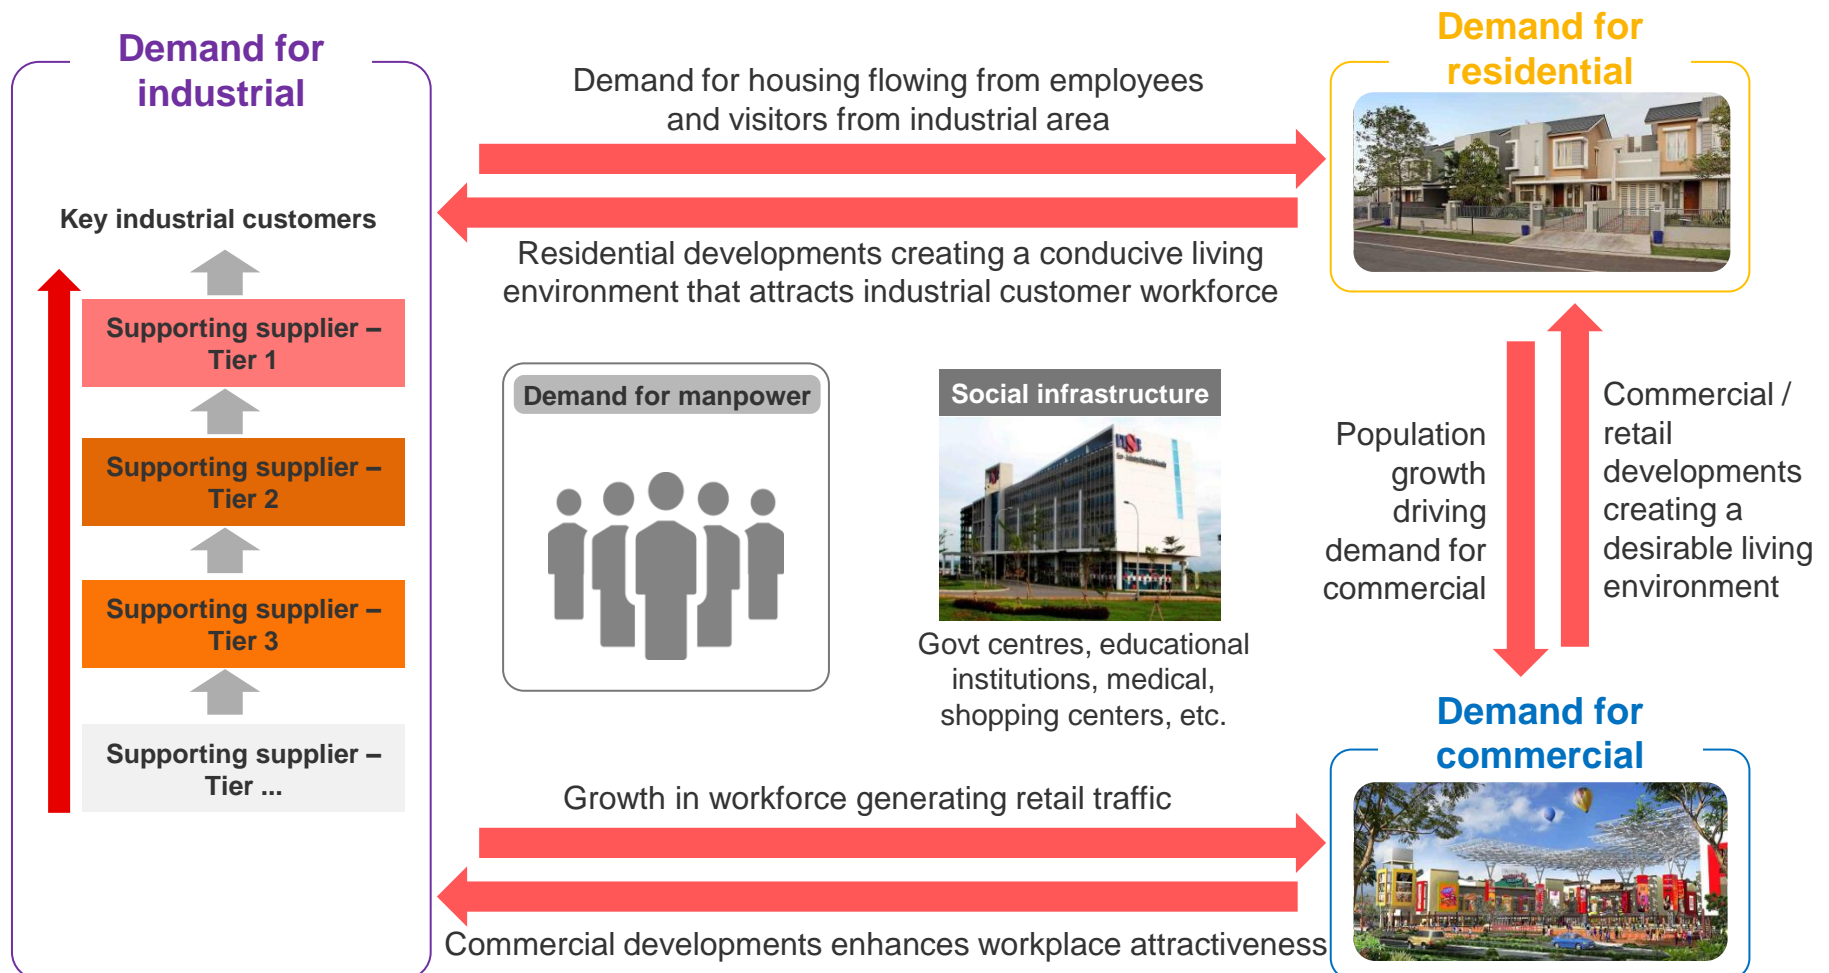 Demand for
industrial
Key industrial customers
Supporting supplier –
Tier 1
Supporting supplier –
Tier 2
Supporting supplier –
Tier 3
Supporting supplier –
Tier ...
Demand for housing flowing from employees
and visitors from industrial area
Residential developments creating a conducive living
environment that attracts industrial customer workforce
Demand for manpower
Social infrastructure
Govt centres, educational
institutions, medical,
shopping centers, etc.
Growth in workforce generating retail traffic
Commercial developments enhances workplace attractiveness
Demand for
residential
Population
growth
driving
demand for
commercial
Commercial /
retail
developments
creating a
desirable living
environment
Demand for
commercial